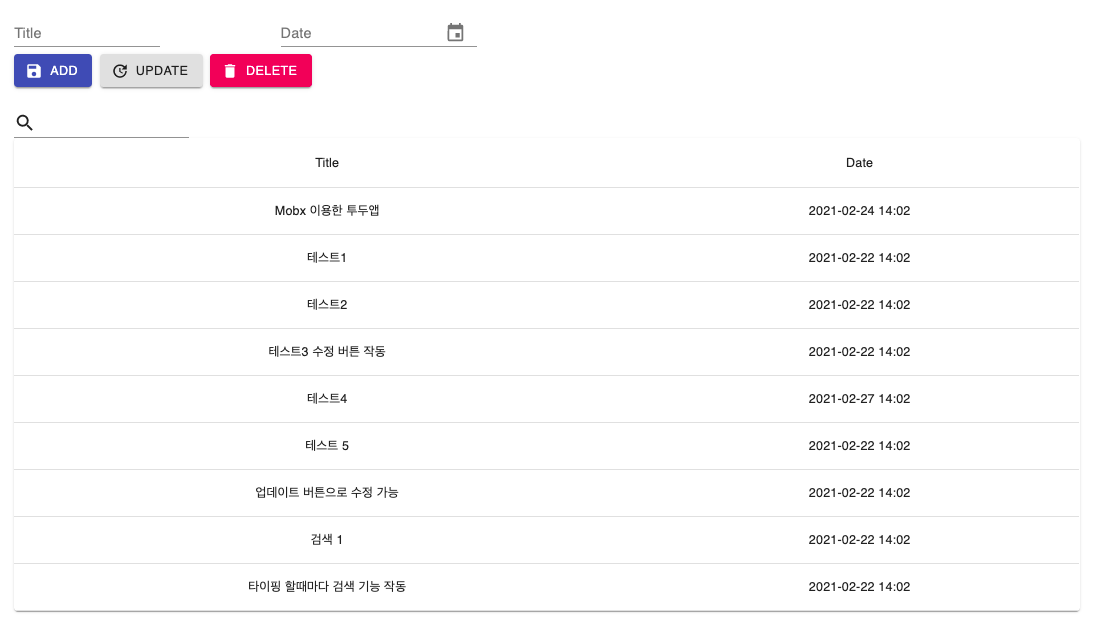 Title Date
ADD UPDATE DELETE
Title Date
Mobx 이용한 투두앱 2021-02-24 14:02
테스트1 2021-02-22 14:02
테스트2 2021-02-22 14:02
테스트3 수정 버튼 작동 2021-02-22 14:02
테스트4 2021-02-27 14:02
테스트 5 2021-02-22 14:02
업데이트 버튼으로 수정 가능 2021-02-22 14:02
검색 1 2021-02-22 14:02
타이핑 할때마다 검색 기능 작동 2021-02-22 14:02